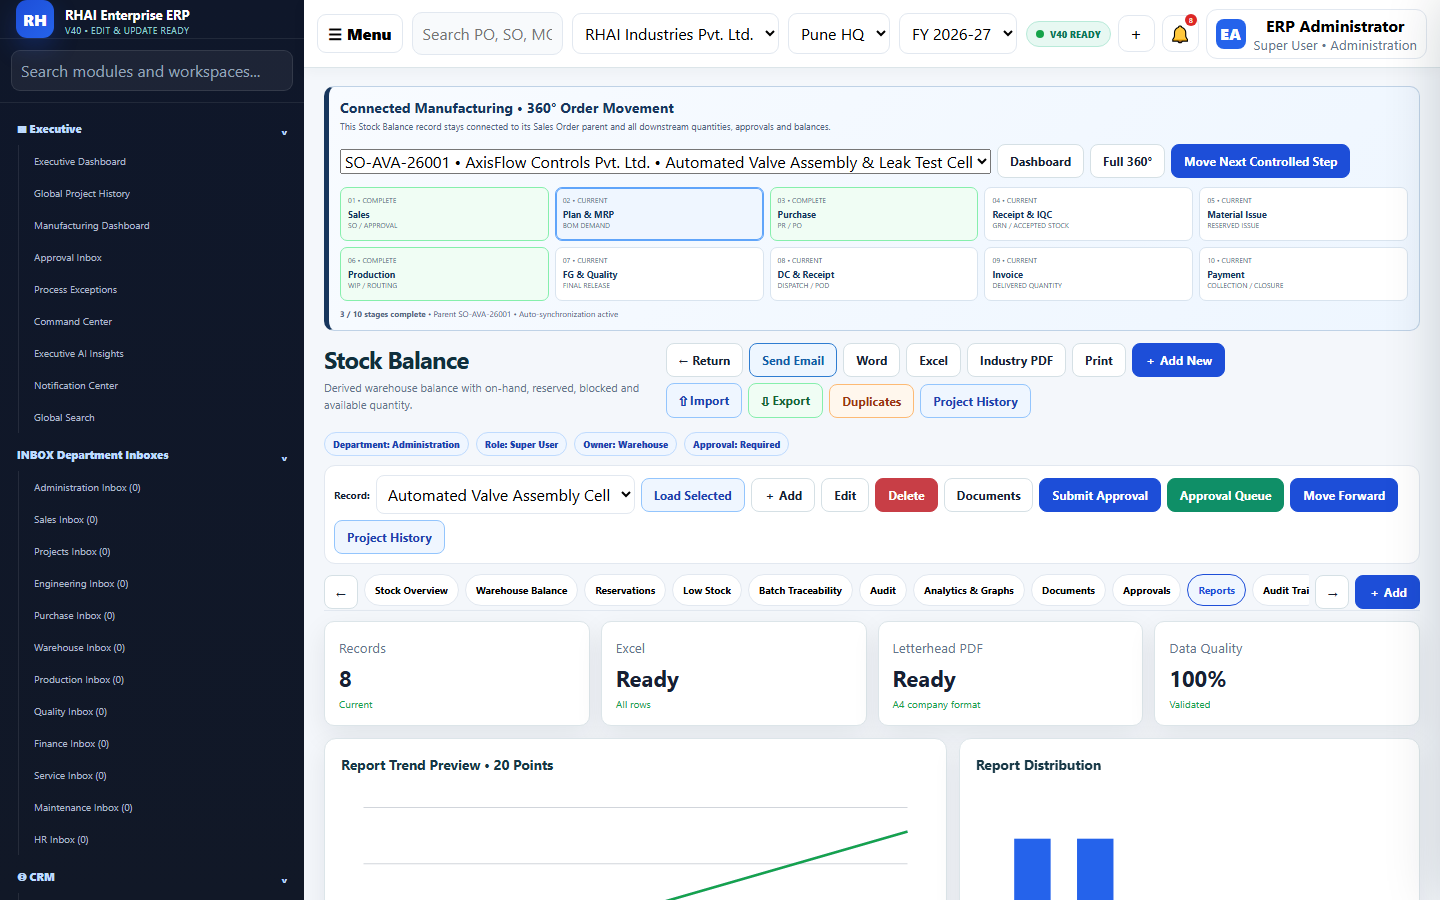 RH
RHAI Enterprise ERP
V40 • EDIT & UPDATE READY
Search modules and workspaces...
Executive
Executive Dashboard
Global Project History
Manufacturing Dashboard
Approval Inbox
Process Exceptions
Command Center
Executive AI Insights
Notification Center
Global Search
INBOX Department Inboxes
Administration Inbox (0)
Sales Inbox (0)
Projects Inbox (0)
Engineering Inbox (0)
Purchase Inbox (0)
Warehouse Inbox (0)
Production Inbox (0)
Quality Inbox (0)
Finance Inbox (0)
Service Inbox (0)
Maintenance Inbox (0)
HR Inbox (0)
CRM
☰ Menu
Search PO, SO, MO
RHAI Industries Pvt. Ltd.
Pune HQ
FY 2026-27
V40 READY
+
8
EA
ERP Administrator
Super User • Administration
Connected Manufacturing • 360° Order Movement
This Stock Balance record stays connected to its Sales Order parent and all downstream quantities, approvals and balances.
SO-AVA-26001 • AxisFlow Controls Pvt. Ltd. • Automated Valve Assembly & Leak Test Cell
Dashboard
Full 360°
Move Next Controlled Step
01 • COMPLETE
Sales
SO / APPROVAL
02 • CURRENT
Plan & MRP
BOM DEMAND
03 • COMPLETE
Purchase
PR / PO
04 • CURRENT
Receipt & IQC
GRN / ACCEPTED STOCK
05 • CURRENT
Material Issue
RESERVED ISSUE
06 • COMPLETE
Production
WIP / ROUTING
07 • CURRENT
FG & Quality
FINAL RELEASE
08 • CURRENT
DC & Receipt
DISPATCH / POD
09 • CURRENT
Invoice
DELIVERED QUANTITY
10 • CURRENT
Payment
COLLECTION / CLOSURE
3 / 10 stages complete • Parent SO-AVA-26001 • Auto-synchronization active
Stock Balance
Derived warehouse balance with on-hand, reserved, blocked and
available quantity.
← Return
Send Email
Word
Excel
Industry PDF
Print
+ Add New
⇧ Import
⇩ Export
Duplicates
Project History
Department: Administration
Role: Super User
Owner: Warehouse
Approval: Required
Record:
Automated Valve Assembly Cell
Load Selected
+ Add
Edit
Delete
Documents
Submit Approval
Approval Queue
Move Forward
Project History
←
Stock Overview
Warehouse Balance
Reservations
Low Stock
Batch Traceability
Audit
Analytics & Graphs
Documents
Approvals
Reports
Audit Trai
→
+ Add
Records
8
Current
Excel
Ready
All rows
Letterhead PDF
Ready
A4 company format
Data Quality
100%
Validated
Report Trend Preview • 20 Points
Report Distribution